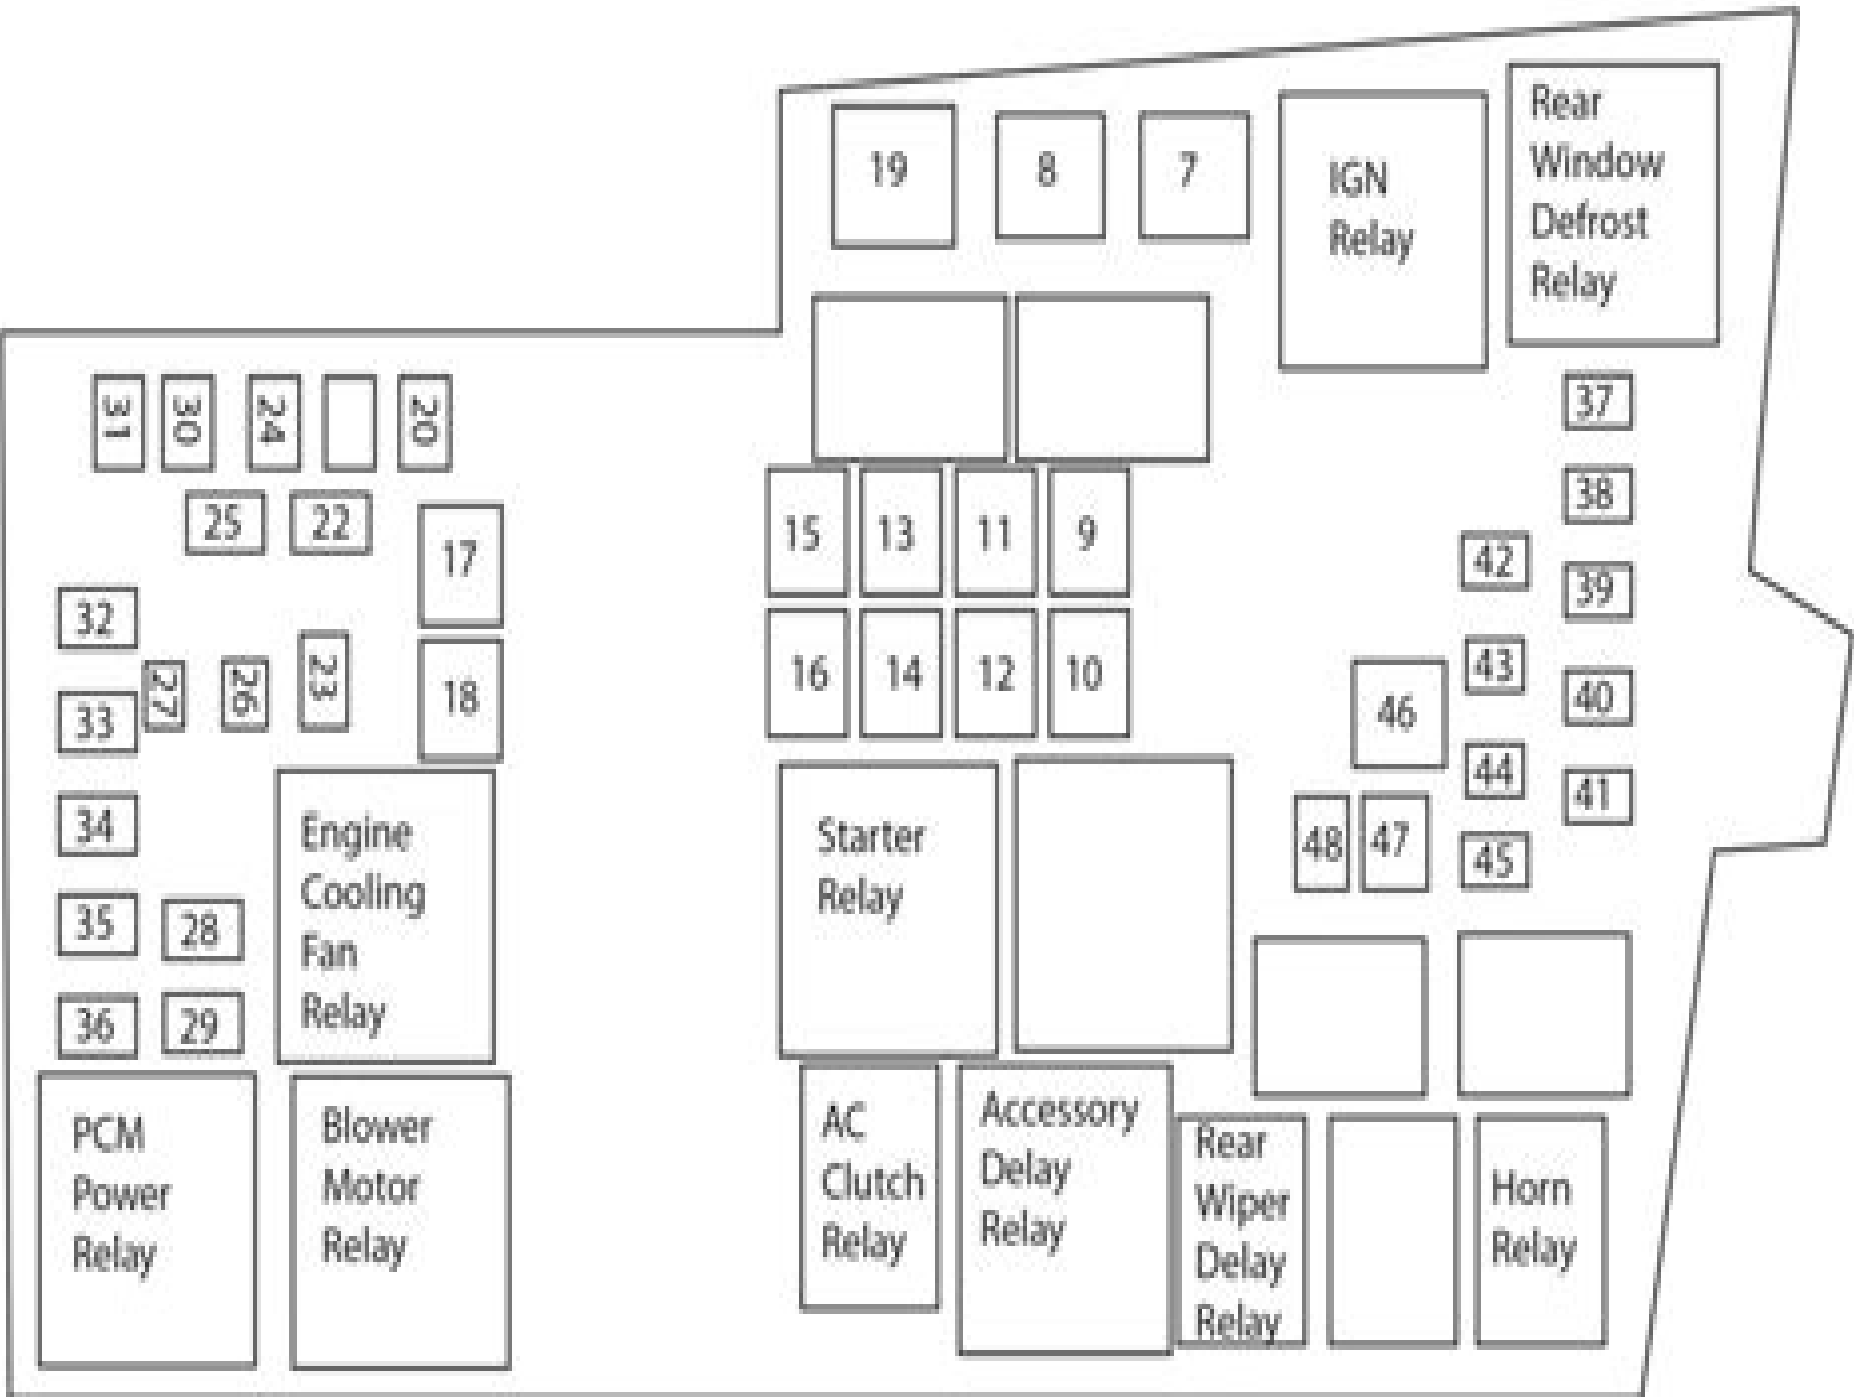 19
8
7
IGN
Relay
Rear
Window
Defrost
Relay
31
30
24
20
25
22
17
32
27
26
23
18
33
34
35
28
36
29
Engine
Cooling
Fan
Relay
PCM
Power
Relay
Blower
Motor
Relay
15
13
11
9
16
14
12
10
Starter
Relay
AC
Clutch
Relay
Accessory
Delay
Relay
Rear
Wiper
Delay
Relay
Horn
Relay
37
38
42
39
43
46
40
44
41
48
47
45